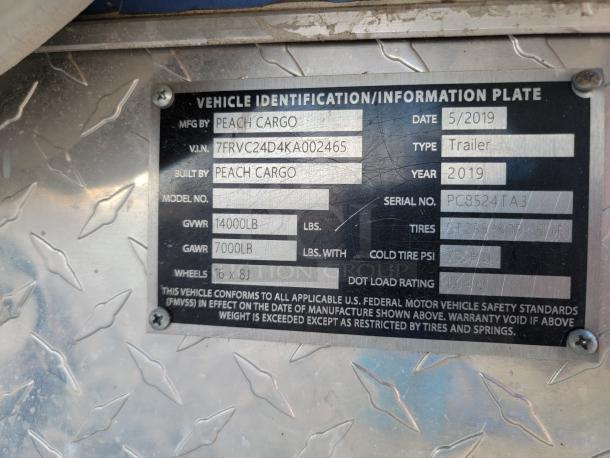 VEHICLE IDENTIFICATION/INFORMATION PLATE
MFG BY PEACH CARGO DATE 5/2019
V.I.N. 7FRVC24D4KA002465 TYPE Trailer
BUILT BY PEACH CARGO YEAR 2019
MODEL NO. SERIAL NO. PC8524TA3
GVWR 14000LB LBS. TIRES
GAWR 7000LB LBS. WITH COLD TIRE PSI
WHEELS 16 x 8J DOT LOAD RATING
THIS VEHICLE CONFORMS TO ALL APPLICABLE U.S. FEDERAL MOTOR VEHICLE SAFETY STANDARDS
(FMVSS) IN EFFECT ON THE DATE OF MANUFACTURE SHOWN ABOVE. WARRANTY VOID IF ABOVE
WEIGHT IS EXCEEDED EXCEPT AS RESTRICTED BY TIRES AND SPRINGS.